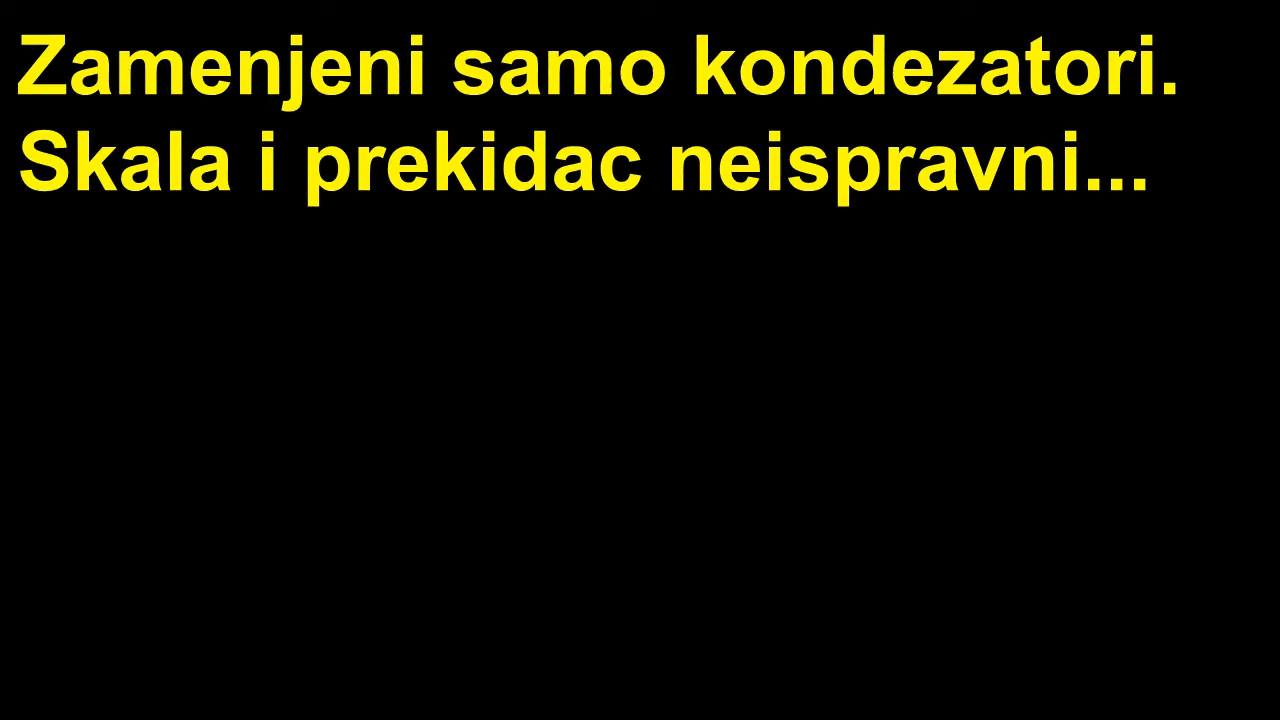 Zamenjeni samo kondezatori.
Skala i prekidac neispravni...